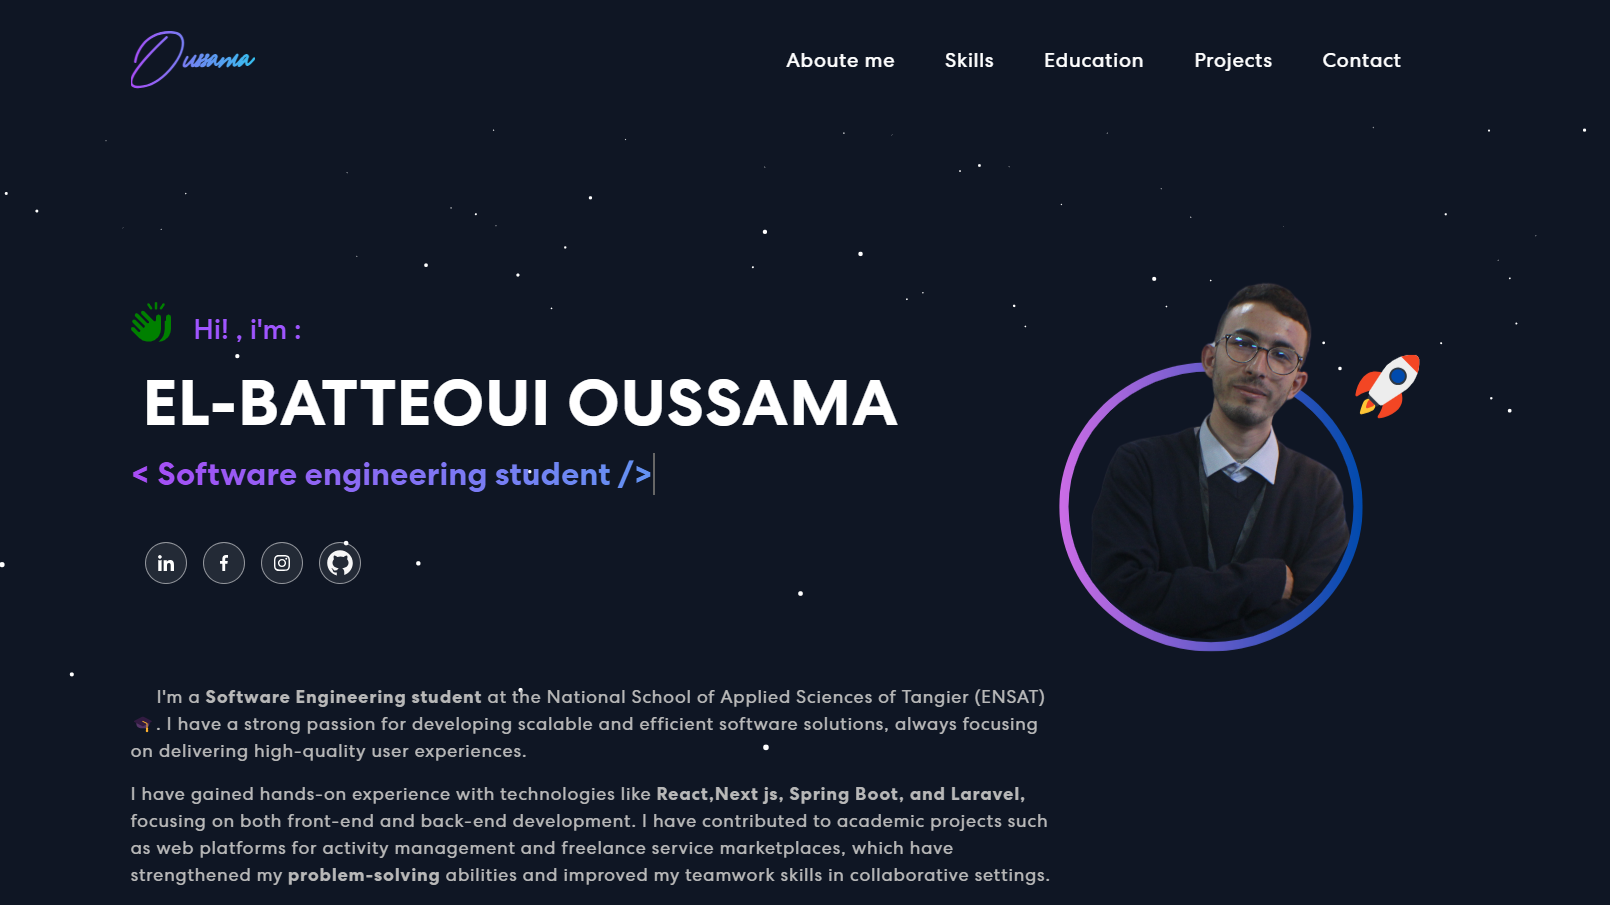 Oussama
Aboute me
Skills
Education
Projects
Contact
Hi! , i'm :
EL-BATTEOUI OUSSAMA
< Software engineering student />
I'm a Software Engineering student at the National School of Applied Sciences of Tangier (ENSAT)
🎓. I have a strong passion for developing scalable and efficient software solutions, always focusing
on delivering high-quality user experiences.
I have gained hands-on experience with technologies like React,Next js, Spring Boot, and Laravel,
focusing on both front-end and back-end development. I have contributed to academic projects such
as web platforms for activity management and freelance service marketplaces, which have
strengthened my problem-solving abilities and improved my teamwork skills in collaborative settings.